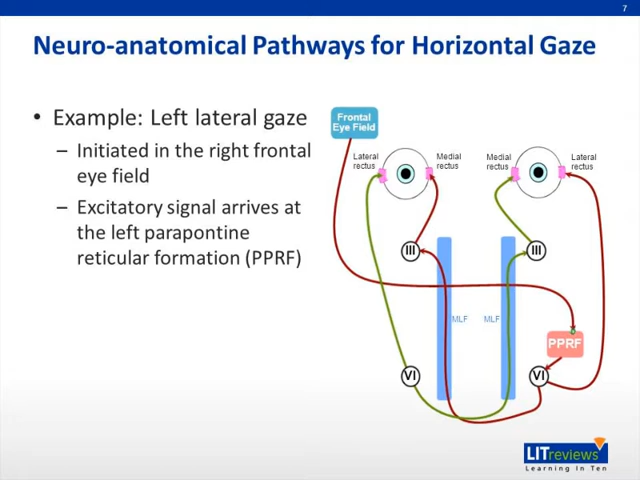 7
Neuro-anatomical Pathways for Horizontal Gaze
• Example: Left lateral gaze
– Initiated in the right frontal
eye field
– Excitatory signal arrives at
the left parapontine
reticular formation (PPRF)
Frontal
Eye Field
Lateral
rectus
Medial
rectus
Medial
rectus
Lateral
rectus
III
III
MLF
MLF
PPRF
VI
VI
LITreviews
Learning In Ten